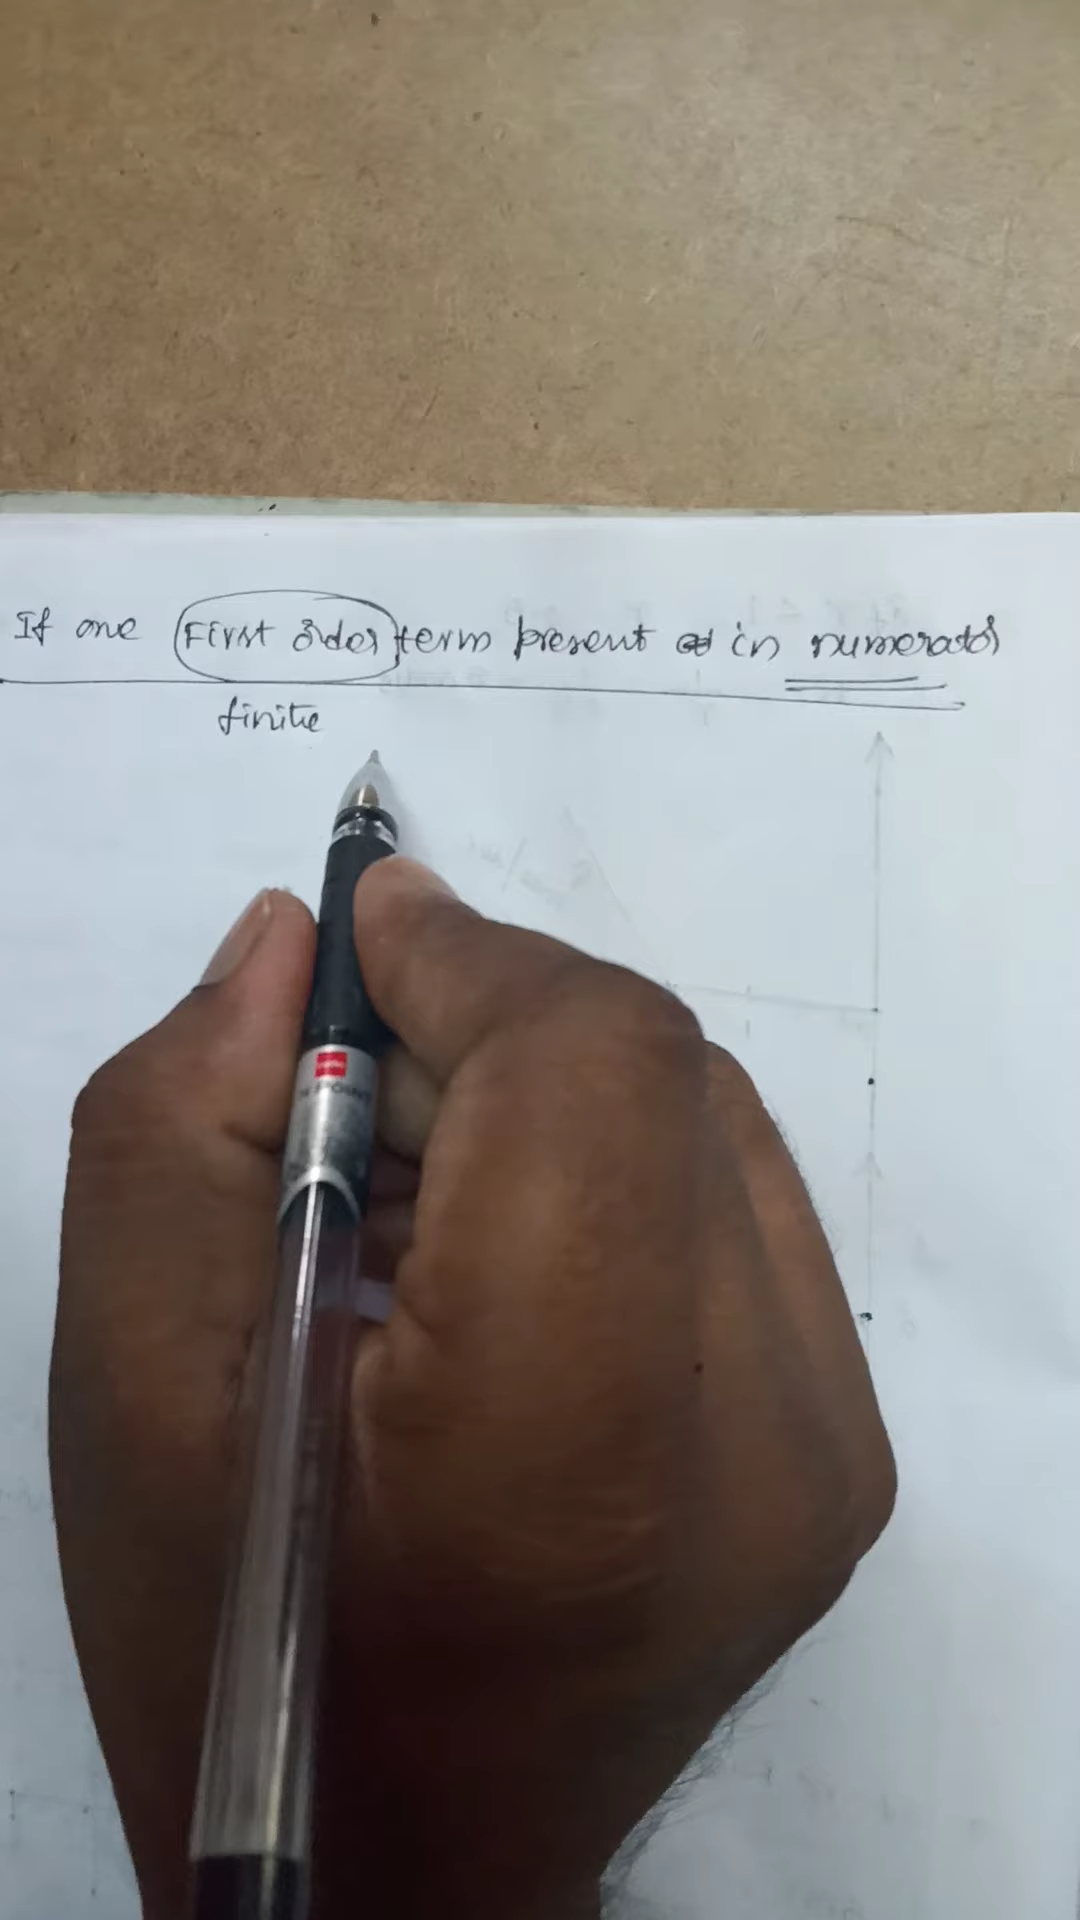 If one First order term present in numerator
finite